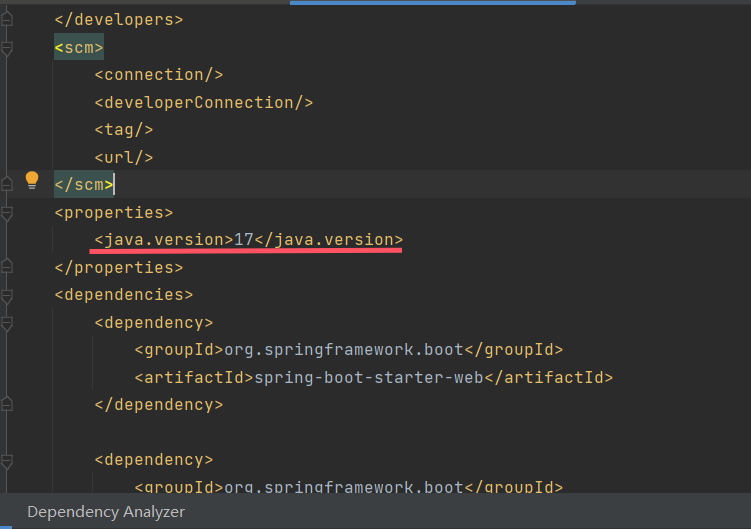 </developers>
<scm>
<connection/>
<developerConnection/>
<tag/>
<url/>
</scm>
<properties>
<java.version>17</java.version>
</properties>
<dependencies>
<dependency>
<groupId>org.springframework.boot</groupId>
<artifactId>spring-boot-starter-web</artifactId>
</dependency>
<dependency>
<groupId>org.springframework.boot</groupId>
Dependency Analyzer